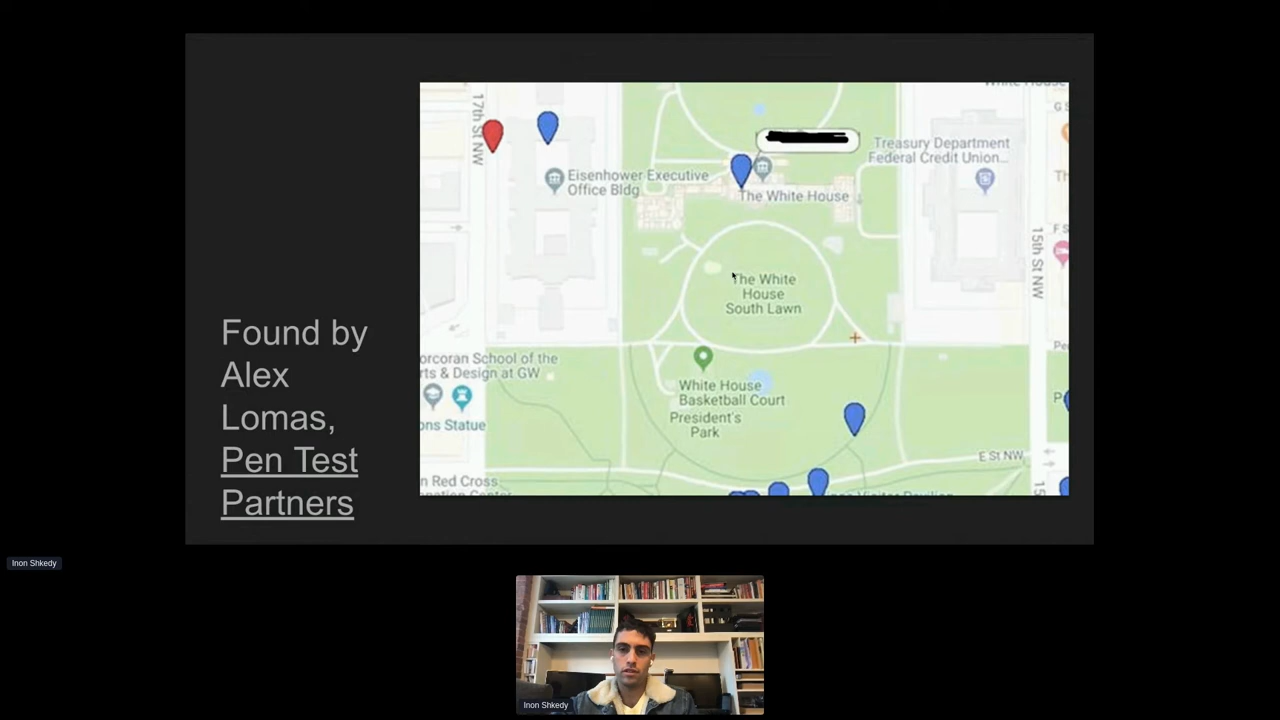 Found by
Alex
Lomas,
Pen Test
Partners
17th St NW
Eisenhower Executive
Office Bldg
The White House
Treasury Department
Federal Credit Union...
15th St NW
The White
House
South Lawn
White House
Basketball Court
President's
Park
orcoran School of the
rts & Design at GW
ons Statue
E St NW
n Red Cross
Inon Shkedy
Inon Shkedy